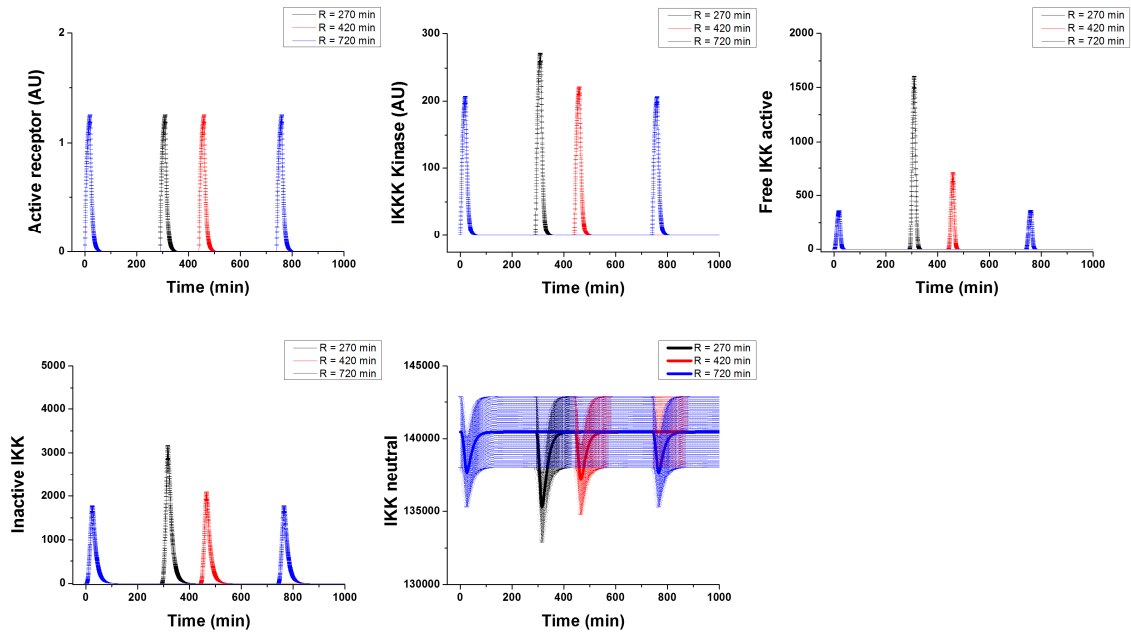 R = 270 min
R = 420 min
R = 720 min
2
1
0
Active receptor (AU)
0 200 400 600 800 1000
Time (min)
R = 270 min
R = 420 min
R = 720 min
300
200
100
0
IKKK Kinase (AU)
0 200 400 600 800 1000
Time (min)
R = 270 min
R = 420 min
R = 720 min
2000
1500
1000
500
0
Free IKK active
0 200 400 600 800 1000
Time (min)
R = 270 min
R = 420 min
R = 720 min
5000
4000
3000
2000
1000
0
Inactive IKK
0 200 400 600 800 1000
Time (min)
R = 270 min
R = 420 min
R = 720 min
145000
140000
135000
130000
IKK neutral
0 200 400 600 800 1000
Time (min)